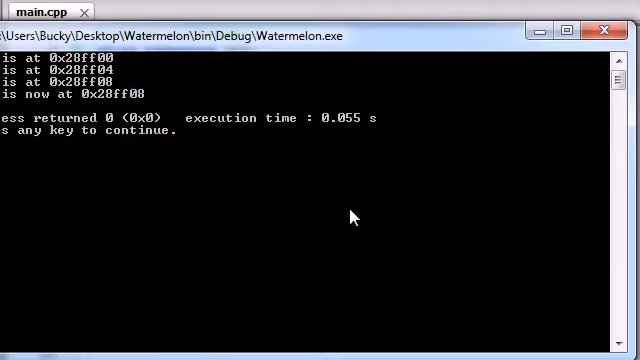 main.cpp
:\Users\Bucky\Desktop\Watermelon\bin\Debug\Watermelon.exe
is at 0x28ff00
is at 0x28ff04
is at 0x28ff08
is now at 0x28ff08
ess returned 0 (0x0)   execution time : 0.055 s
s any key to continue.